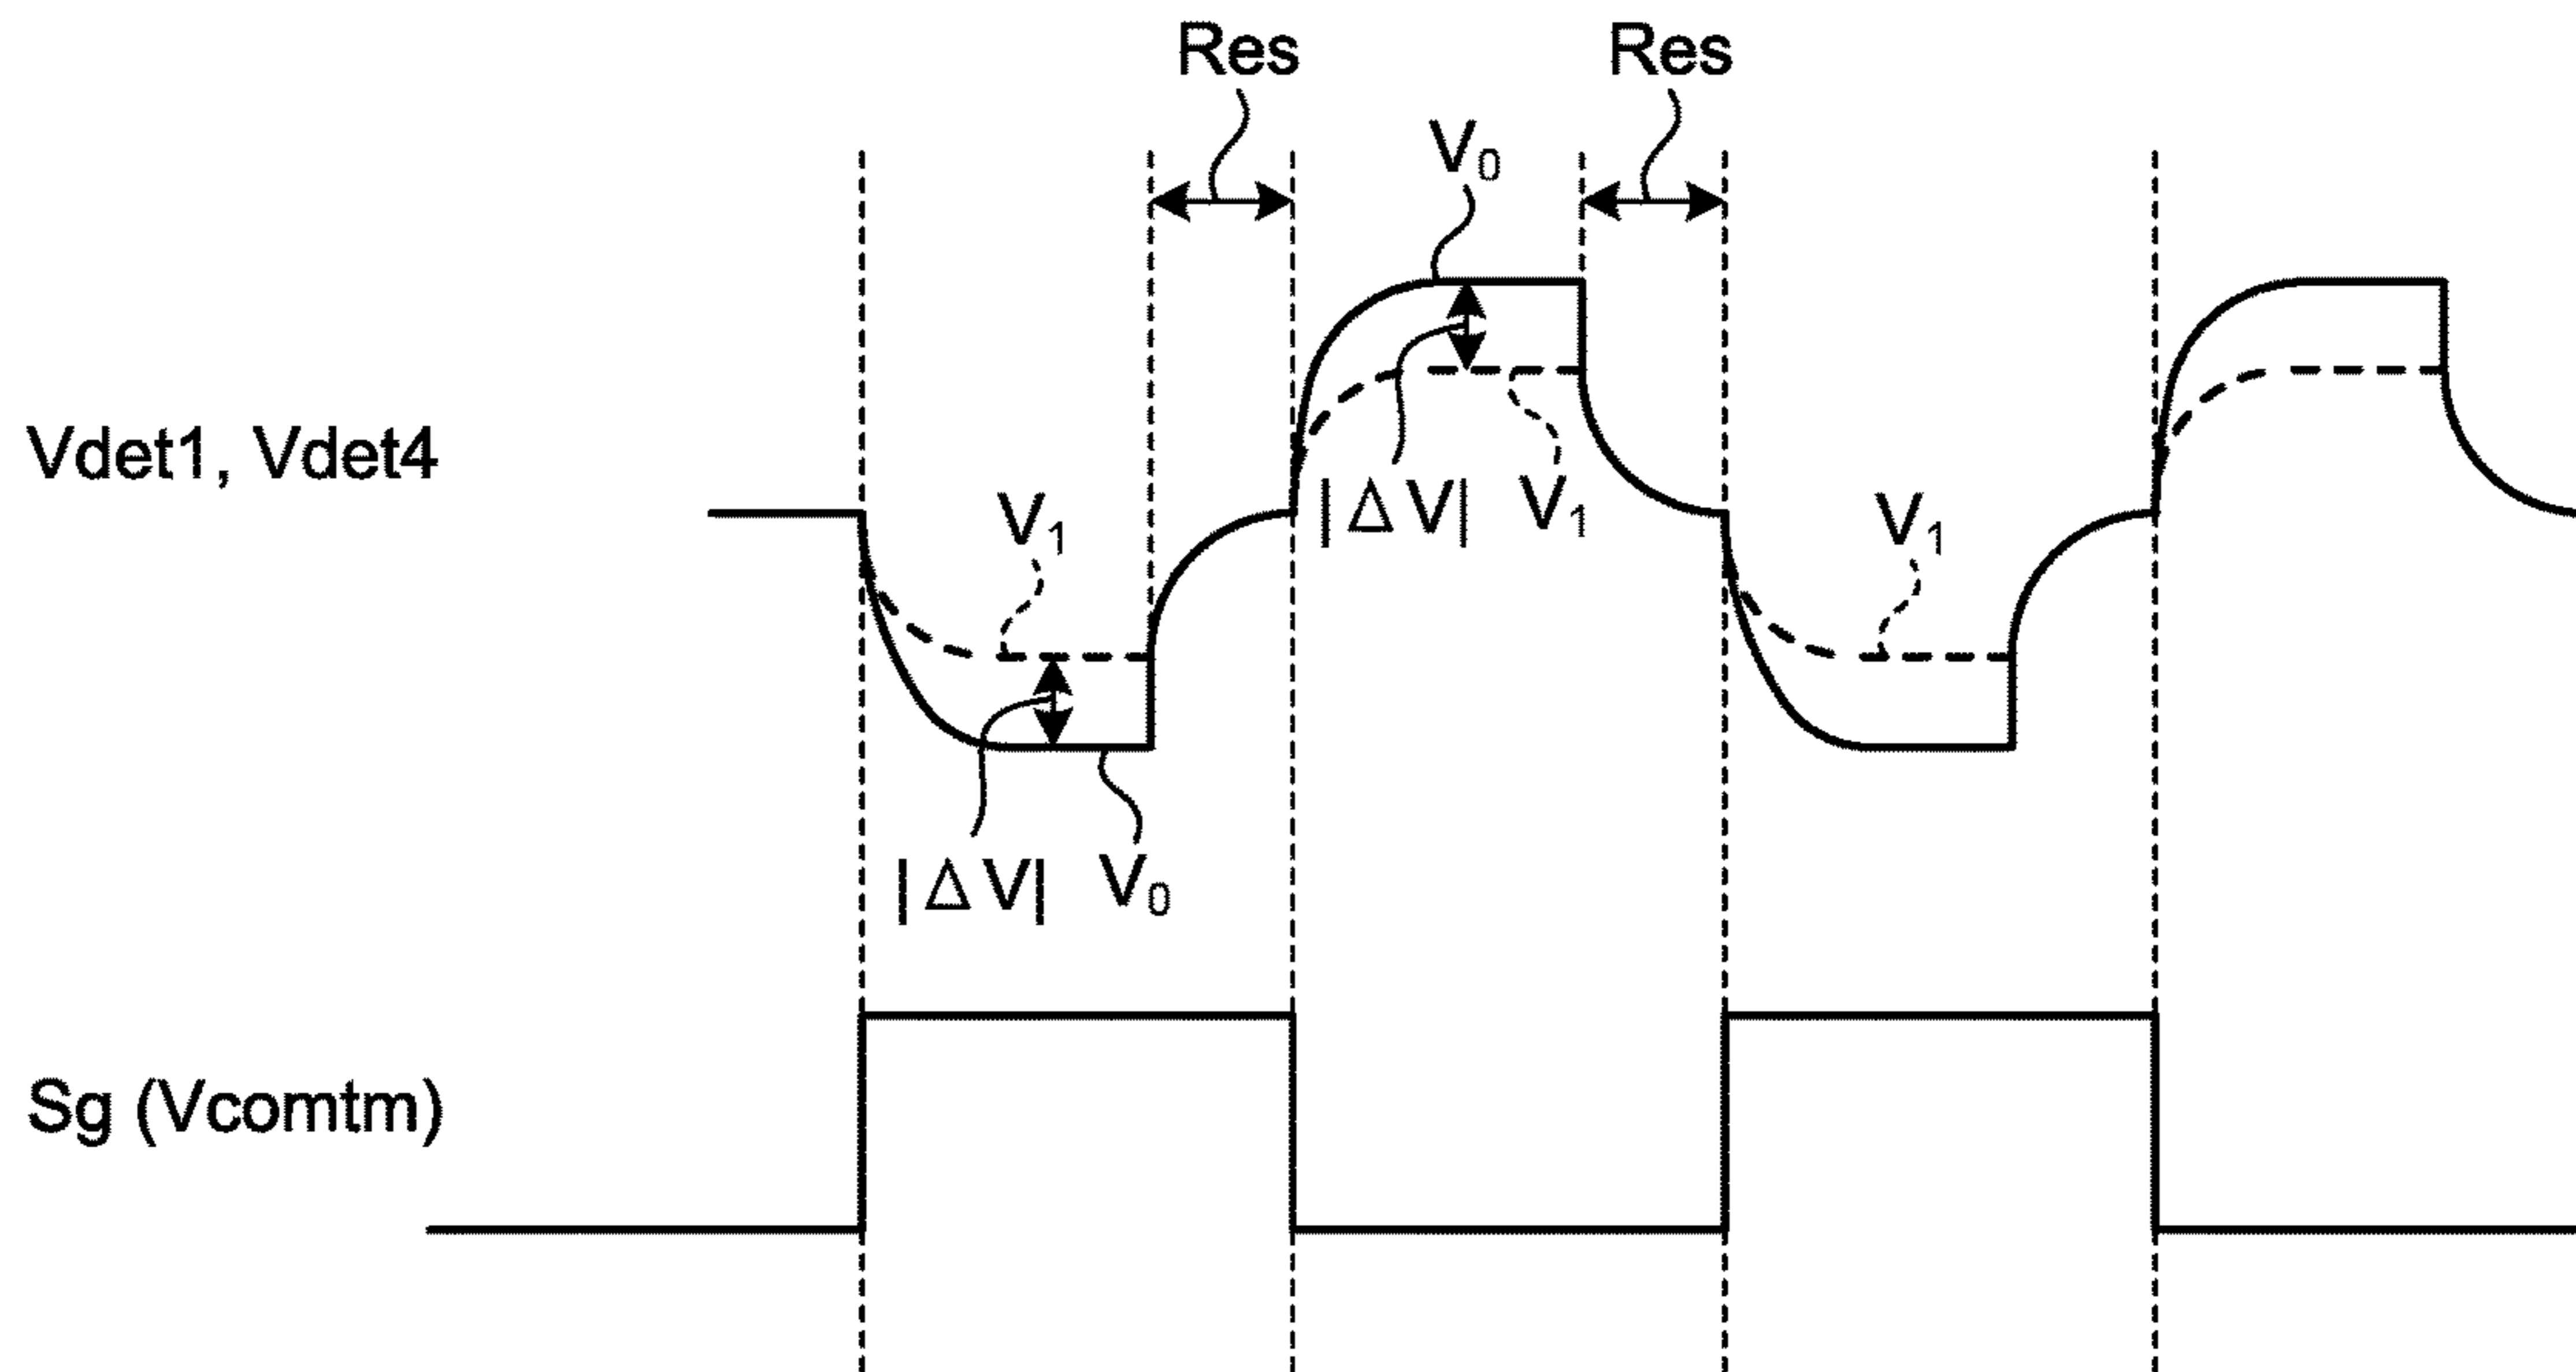 Res Res
V₀
Vdet1, Vdet4
V₁ |ΔV| V₁ V₁
|ΔV| V₀
Sg (Vcomtm)